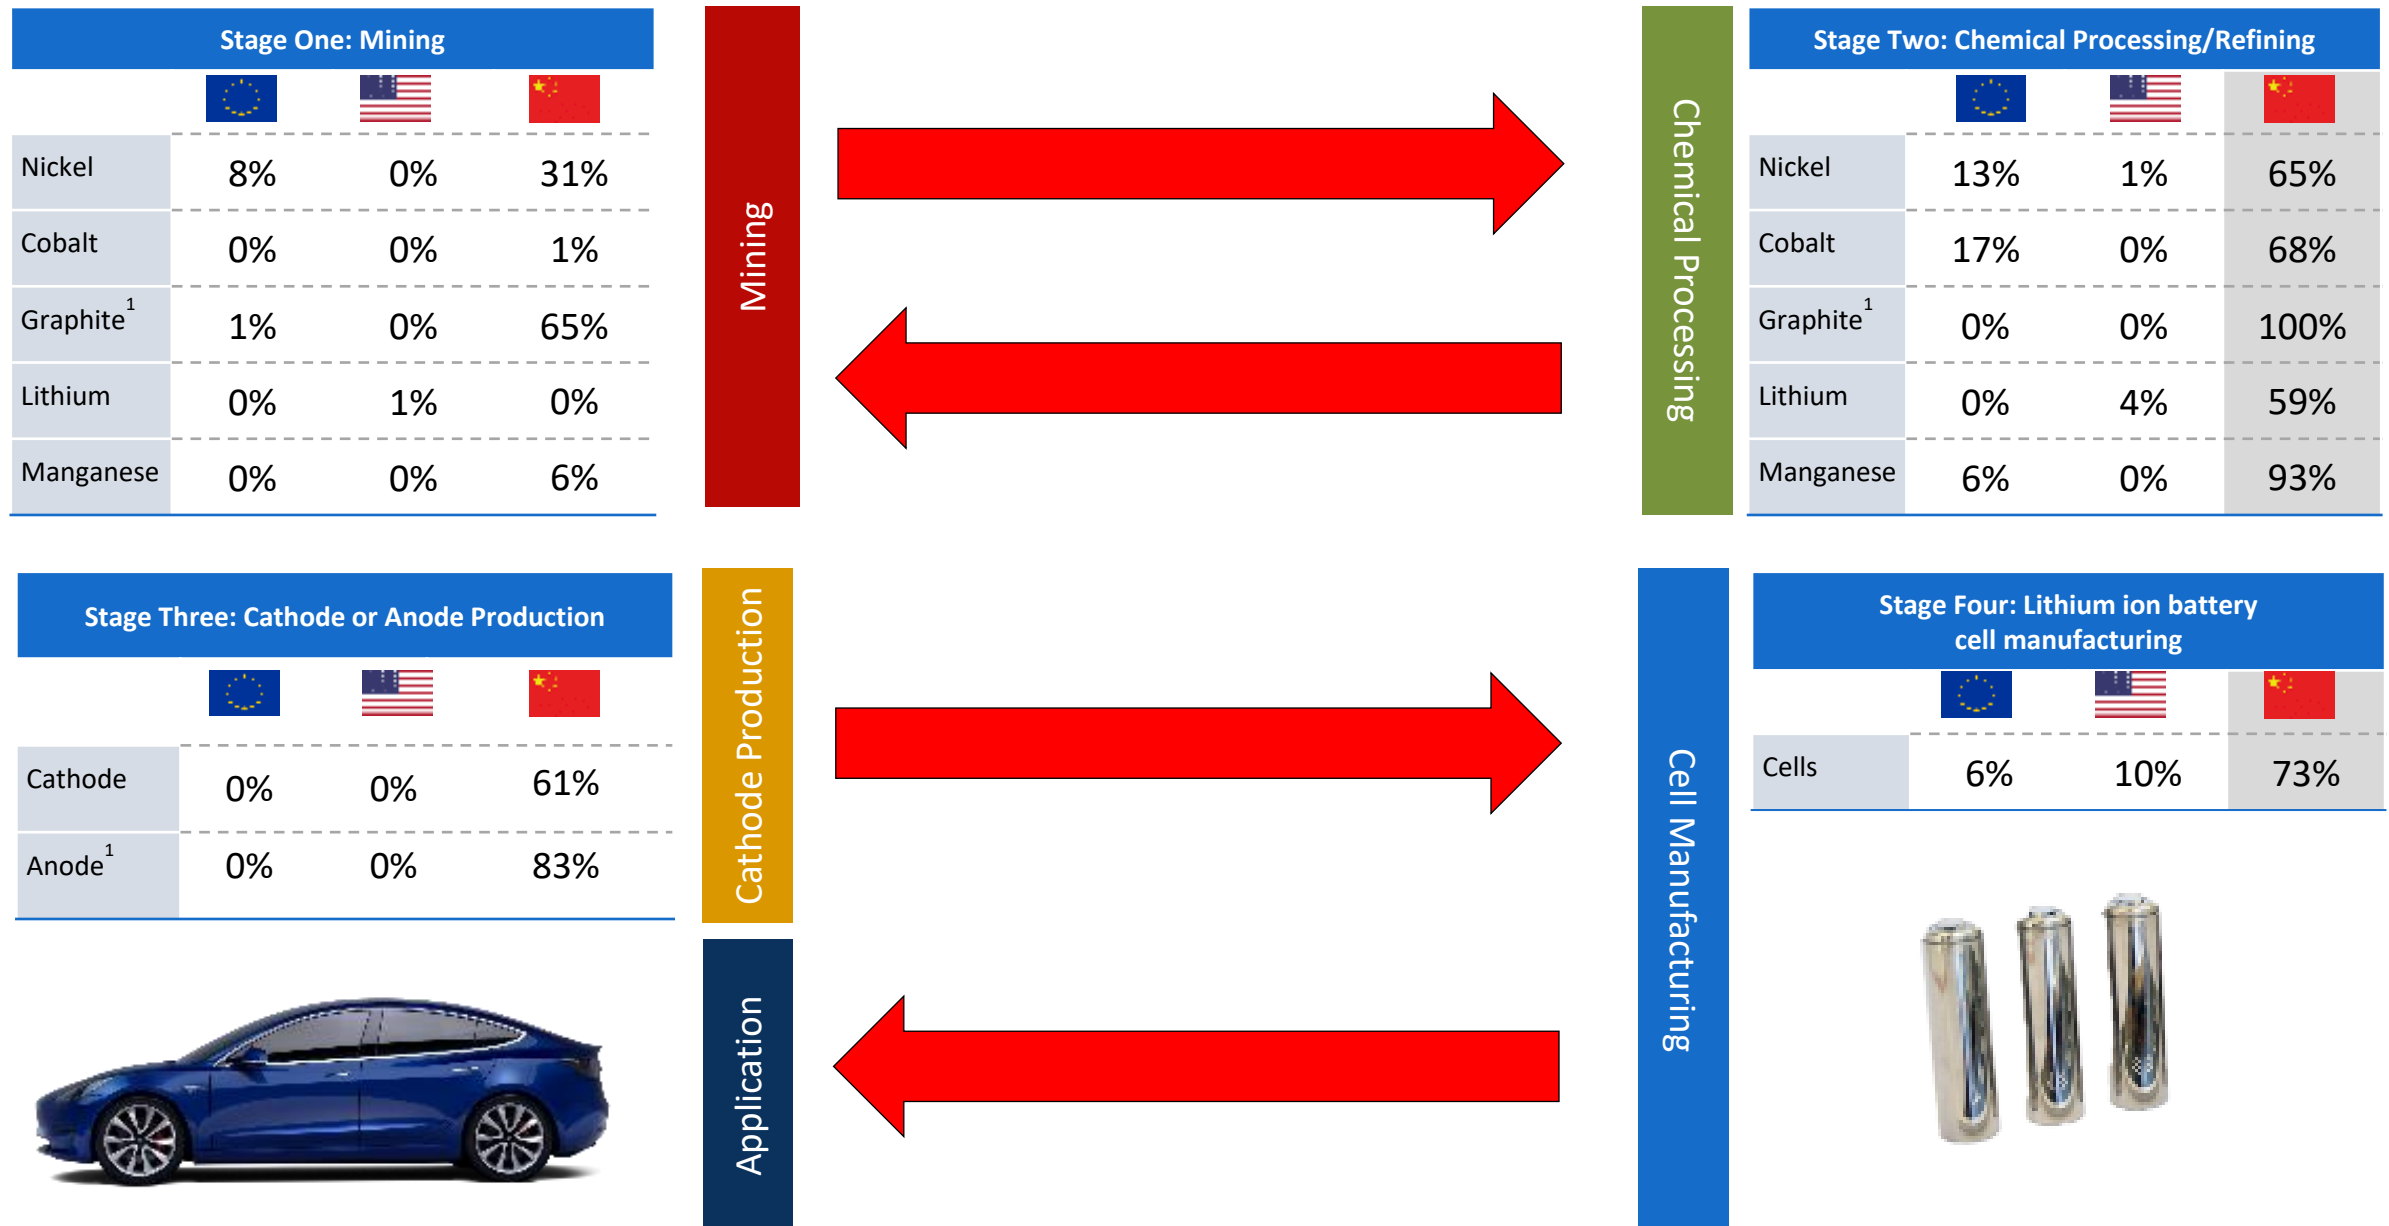 Stage One: Mining
Nickel 8% 0% 31%
Cobalt 0% 0% 1%
Graphite1 1% 0% 65%
Lithium 0% 1% 0%
Manganese 0% 0% 6%
Mining
Chemical Processing
Stage Two: Chemical Processing/Refining
Nickel 13% 1% 65%
Cobalt 17% 0% 68%
Graphite1 0% 0% 100%
Lithium 0% 4% 59%
Manganese 6% 0% 93%
Stage Three: Cathode or Anode Production
Cathode 0% 0% 61%
Anode1 0% 0% 83%
Cathode Production
Application
Cell Manufacturing
Stage Four: Lithium ion battery
cell manufacturing
Cells 6% 10% 73%